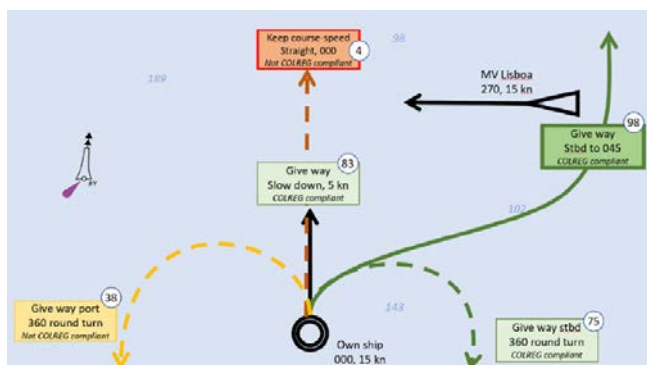 Keep course-speed
Straight, 000
Not COLREG compliant
4
98
189
MV Lisboa
270, 15 kn
98
Give way
Stbd to 045
COLREG compliant
83
Give way
Slow down, 5 kn
COLREG compliant
BY
102
38
Give way port
360 round turn
Not COLREG compliant
143
75
Give way stbd
360 round turn
COLREG compliant
Own ship
000, 15 kn